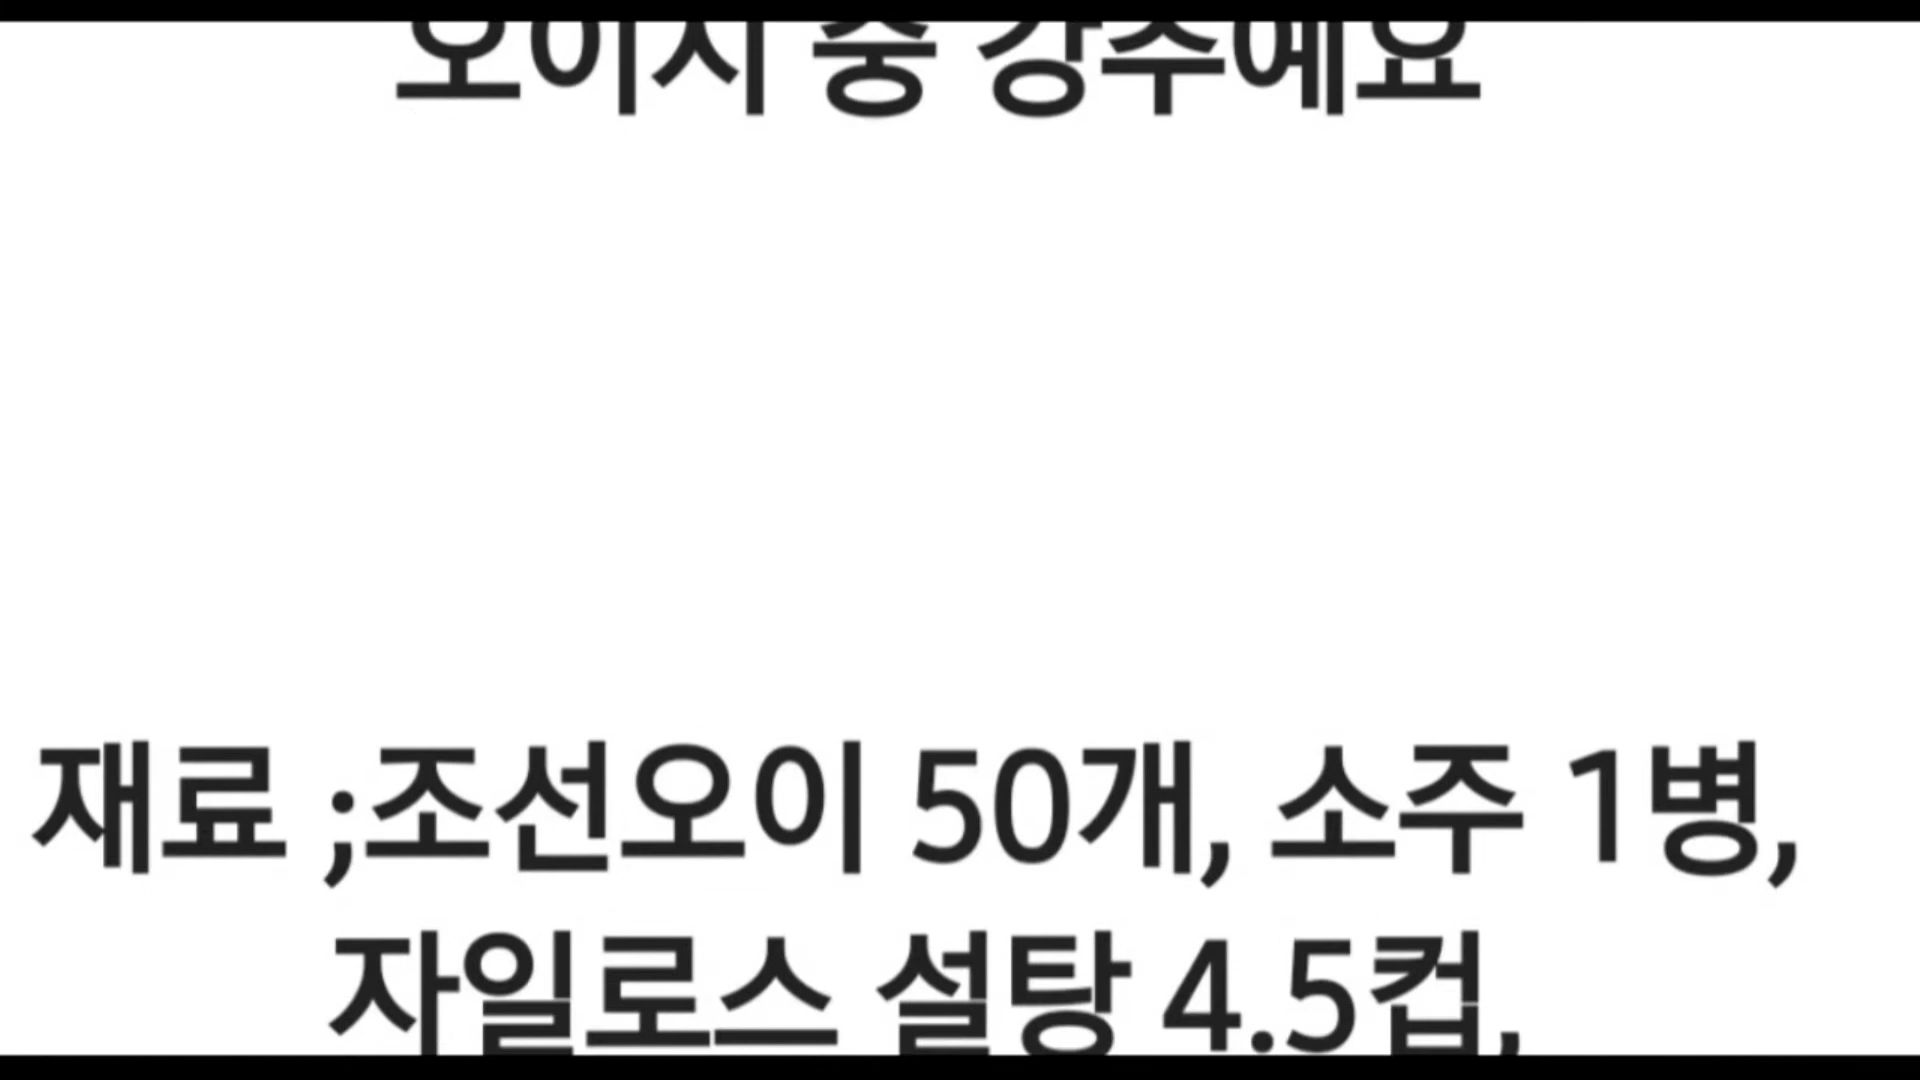 오이지 중 강추예요
재료 ;조선오이 50개, 소주 1병,
자일로스 설탕 4.5컵,